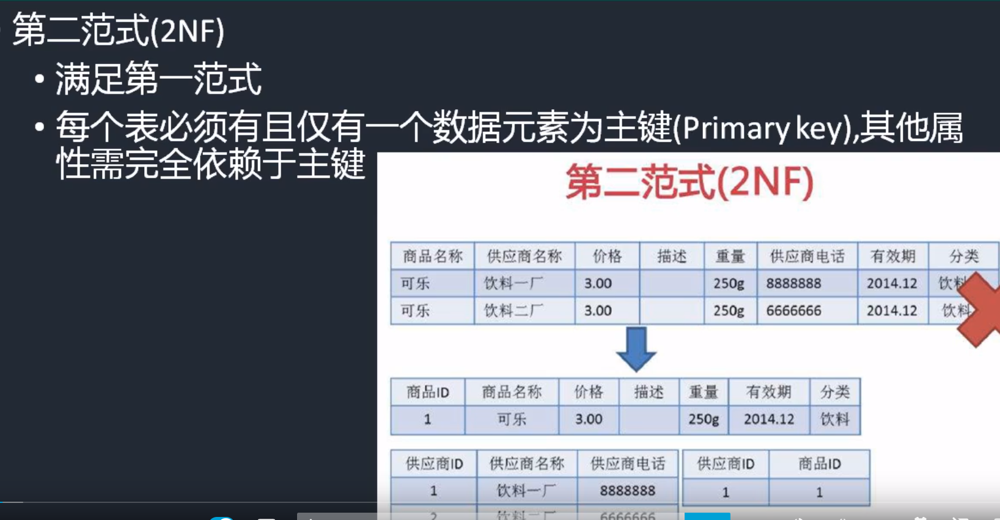 第二范式(2NF)
• 满足第一范式
• 每个表必须有且仅有一个数据元素为主键(Primary key),其他属
性需完全依赖于主键
第二范式(2NF)
商品名称 供应商名称 价格 描述 重量 供应商电话 有效期 分类
可乐 饮料一厂 3.00 250g 8888888 2014.12 饮料
可乐 饮料二厂 3.00 250g 6666666 2014.12 饮料
商品ID 商品名称 价格 描述 重量 有效期 分类
1 可乐 3.00 250g 2014.12 饮料
供应商ID 供应商名称 供应商电话 供应商ID 商品ID
1 饮料一厂 8888888 1 1
2 饮料二厂 6666666